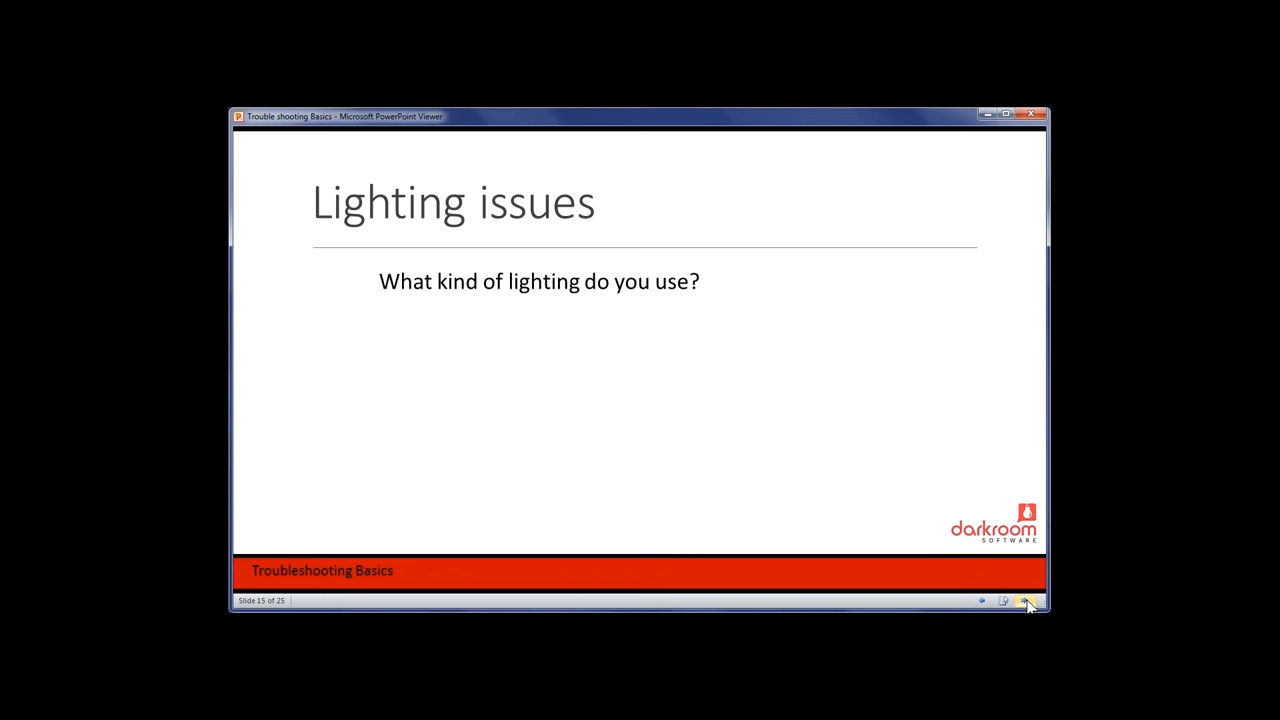 Trouble shooting Basics - Microsoft PowerPoint Viewer
Lighting issues
What kind of lighting do you use?
darkroom
SOFTWARE
Troubleshooting Basics
Slide 15 of 25